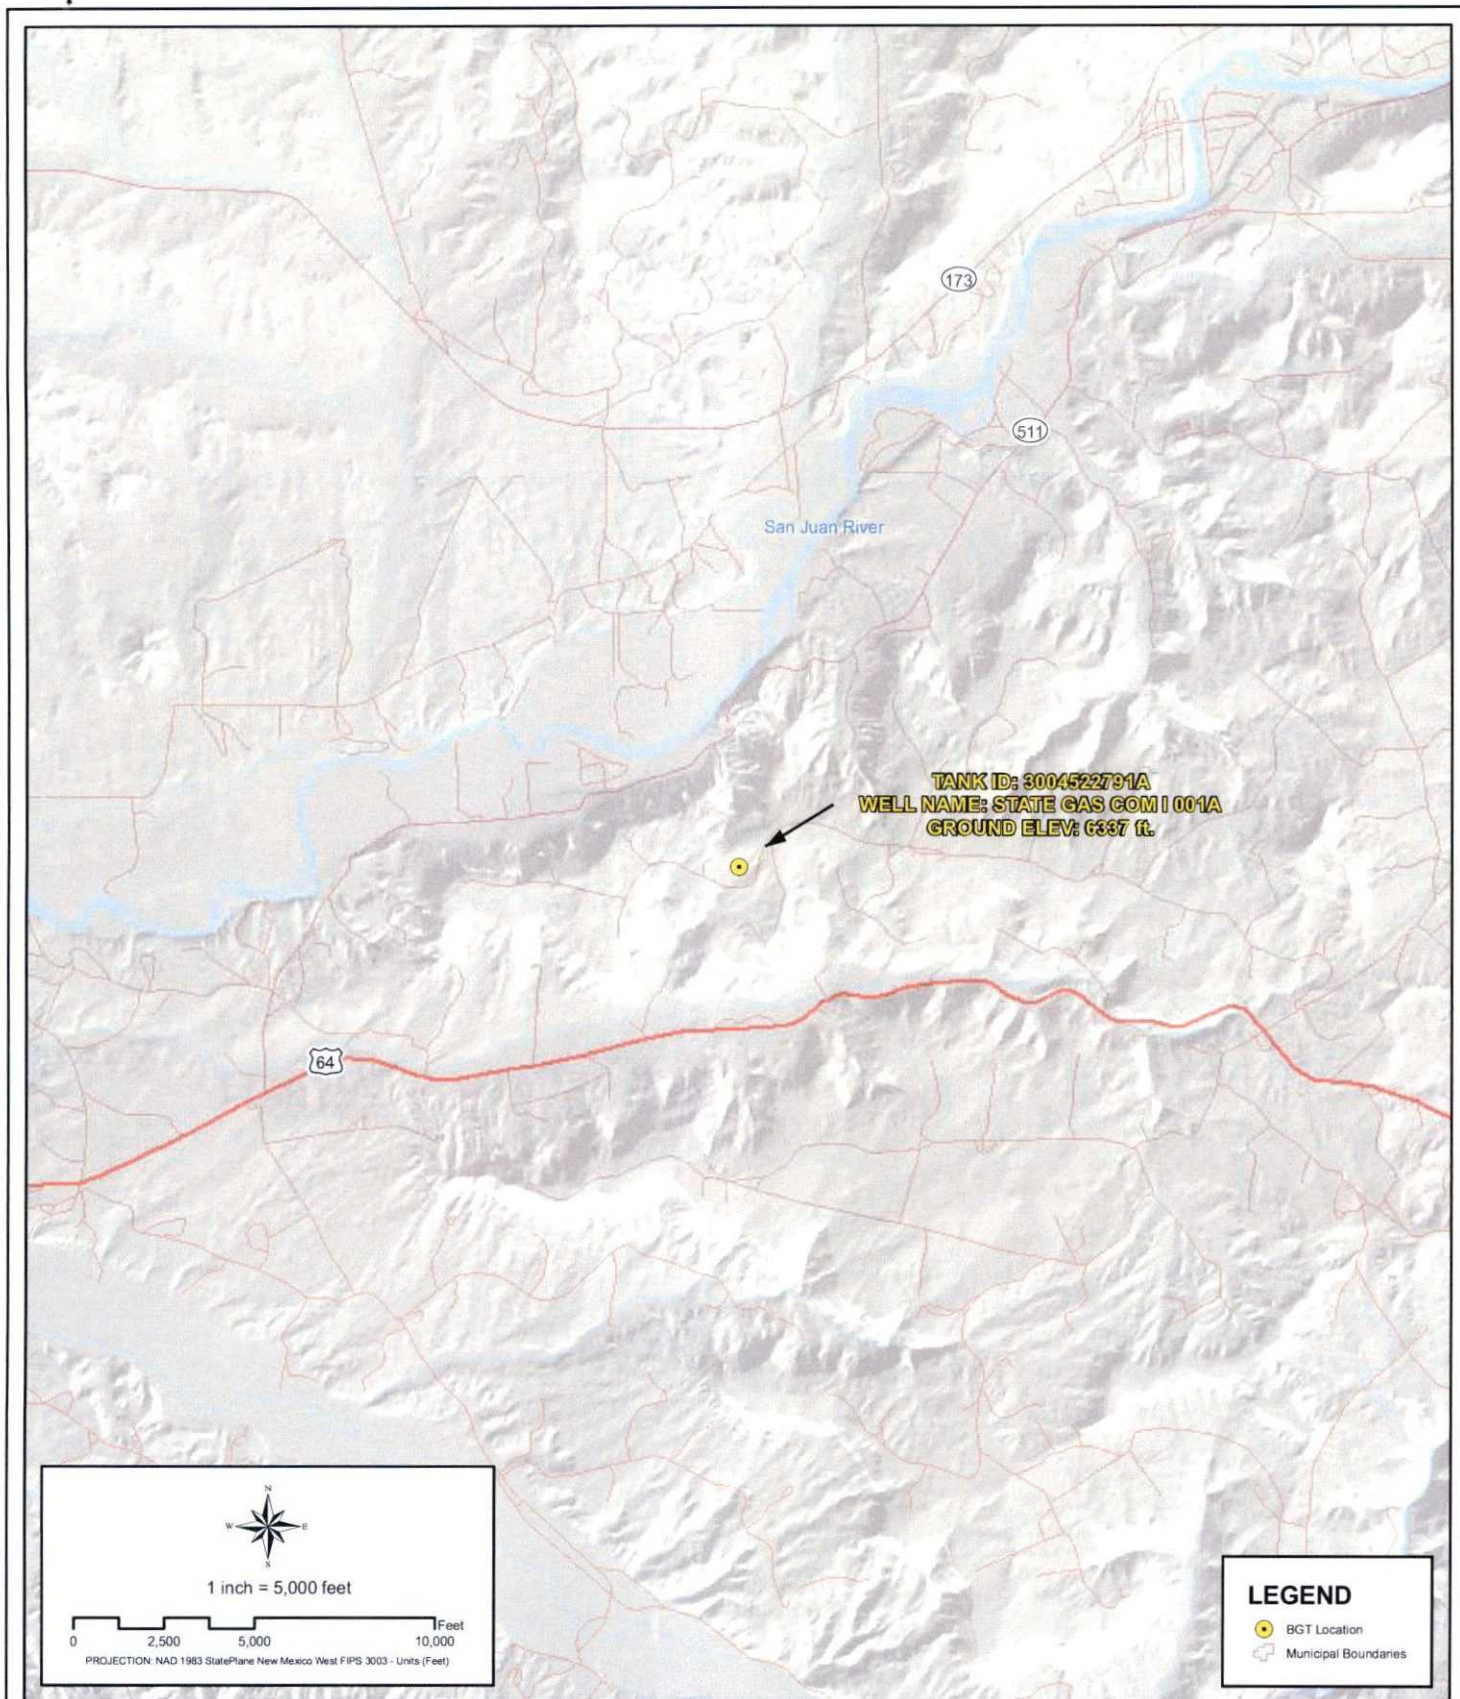 173
511
San Juan River
TANK ID: 3004522791A
WELL NAME: STATE GAS COM I 001A
GROUND ELEV: 6337 ft.
64
N
W E
S
1 inch = 5,000 feet
Feet
0 2,500 5,000 10,000
PROJECTION: NAD 1983 StatePlane New Mexico West FIPS 3003 - Units (Feet)
LEGEND
BGT Location
Municipal Boundaries